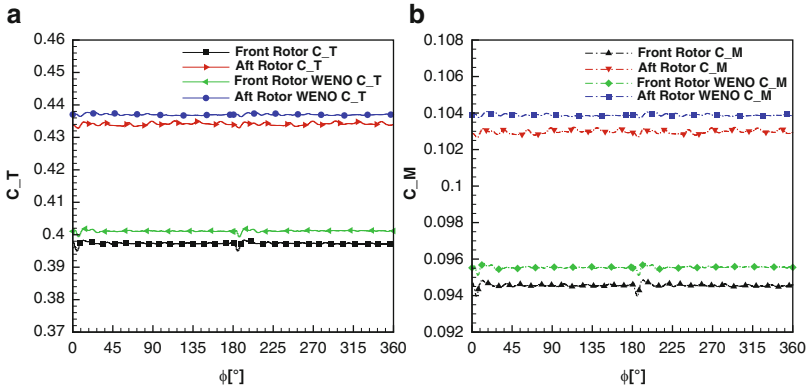 a
0.46
0.45
0.44
0.43
0.42
0.41
0.4
0.39
0.38
0.37
C_T
0 45 90 135 180 225 270 315 360
ϕ[°]
Front Rotor C_T
Aft Rotor C_T
Front Rotor WENO C_T
Aft Rotor WENO C_T
b
0.108
0.106
0.104
0.102
0.1
0.098
0.096
0.094
0.092
C_M
0 45 90 135 180 225 270 315 360
ϕ[°]
Front Rotor C_M
Aft Rotor C_M
Front Rotor WENO C_M
Aft Rotor WENO C_M